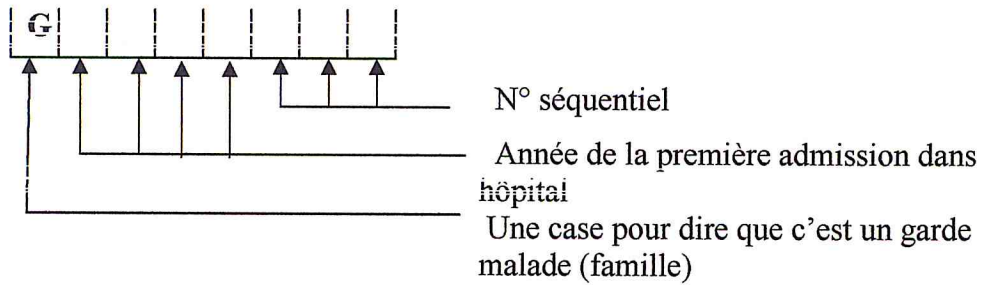 G
N° séquentiel
Année de la première admission dans
hôpital
Une case pour dire que c’est un garde
malade (famille)